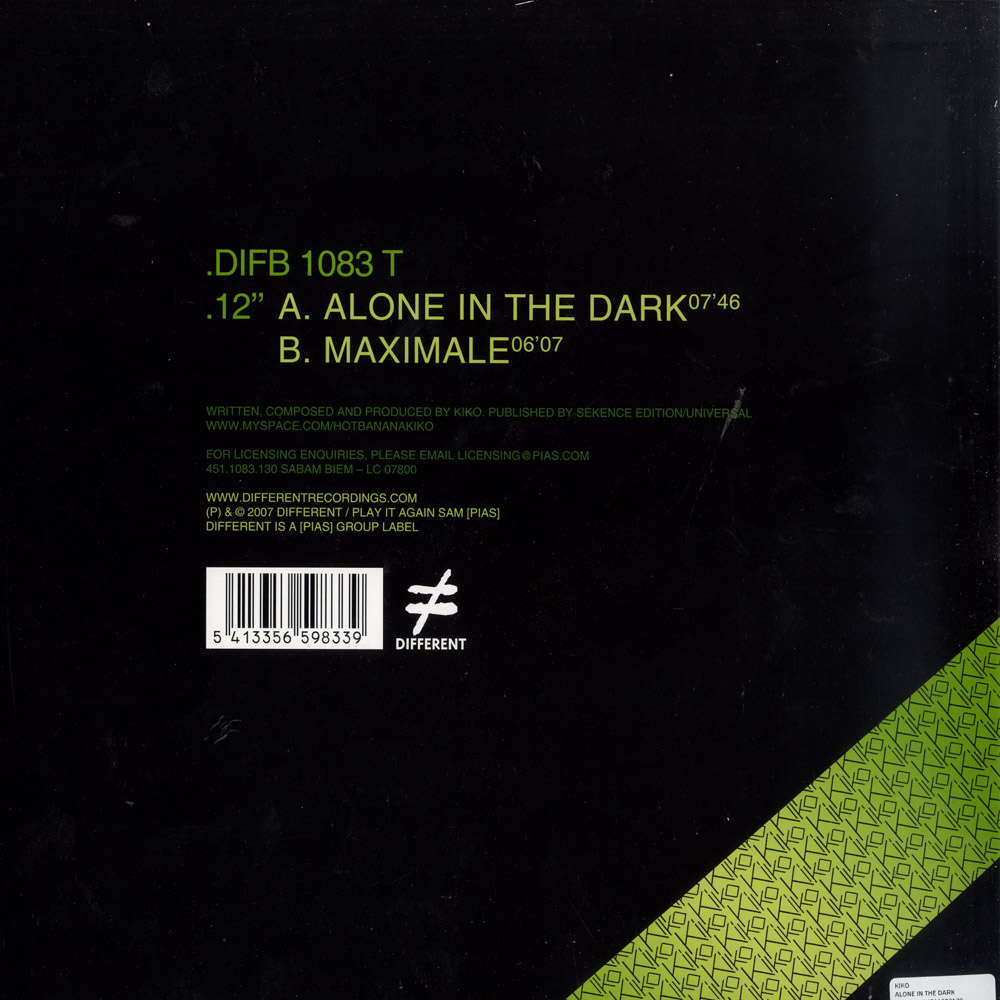 .DIFB 1083 T
.12” A. ALONE IN THE DARK07’46
B. MAXIMALE06’07
WRITTEN, COMPOSED AND PRODUCED BY KIKO. PUBLISHED BY SEKENCE EDITION/UNIVERSAL
WWW.MYSPACE.COM/HOTBANANAKIKO
FOR LICENSING ENQUIRIES, PLEASE EMAIL LICENSING@PIAS.COM
451.1083.130 SABAM BIEM – LC 07800
WWW.DIFFERENTRECORDINGS.COM
(P) & © 2007 DIFFERENT / PLAY IT AGAIN SAM [PIAS]
DIFFERENT IS A [PIAS] GROUP LABEL
5 413356 598339
DIFFERENT
KIKO
ALONE IN THE DARK